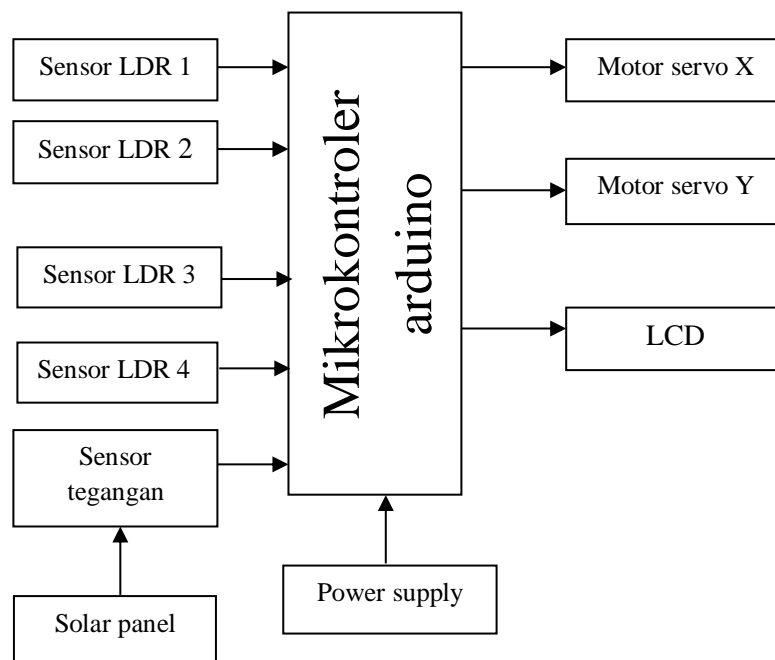 Sensor LDR 1
Sensor LDR 2
Sensor LDR 3
Sensor LDR 4
Sensor
tegangan
Solar panel
Mikrokontroler
arduino
Power supply
Motor servo X
Motor servo Y
LCD